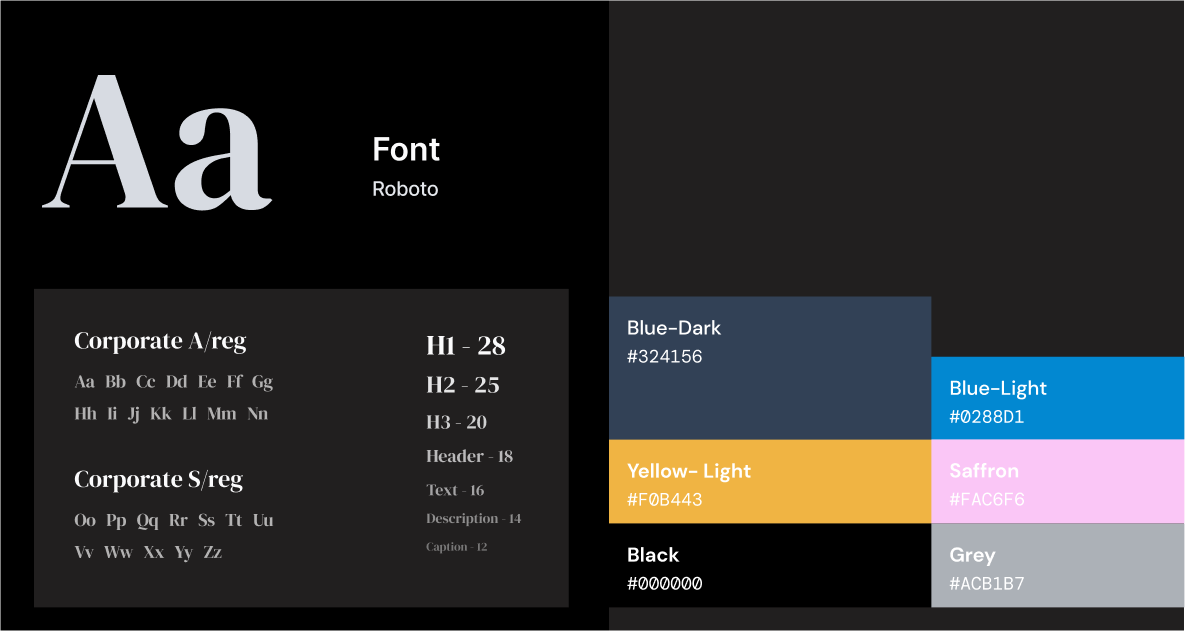 Aa
Font
Roboto
Corporate A/reg
Aa Bb Cc Dd Ee Ff Gg
Hh Ii Jj Kk Ll Mm Nn
Corporate S/reg
Oo Pp Qq Rr Ss Tt Uu
Vv Ww Xx Yy Zz
H1 - 28
H2 - 25
H3 - 20
Header - 18
Text - 16
Description - 14
Caption - 12
Blue-Dark
#324156
Blue-Light
#0288D1
Yellow- Light
#F0B443
Saffron
#FAC6F6
Black
#000000
Grey
#ACB1B7